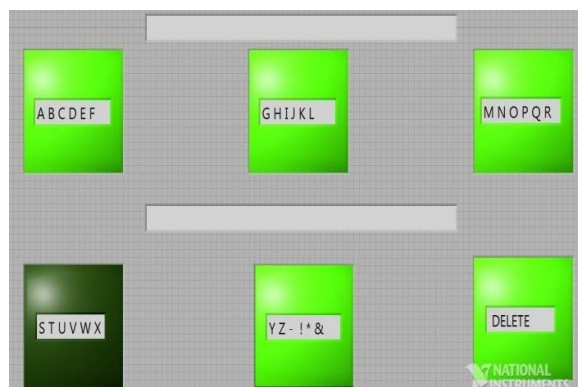 ABCDEF
GHIJKL
MNOPQR
STUVWX
YZ-!*&
DELETE
NATIONAL
INSTRUMENTS